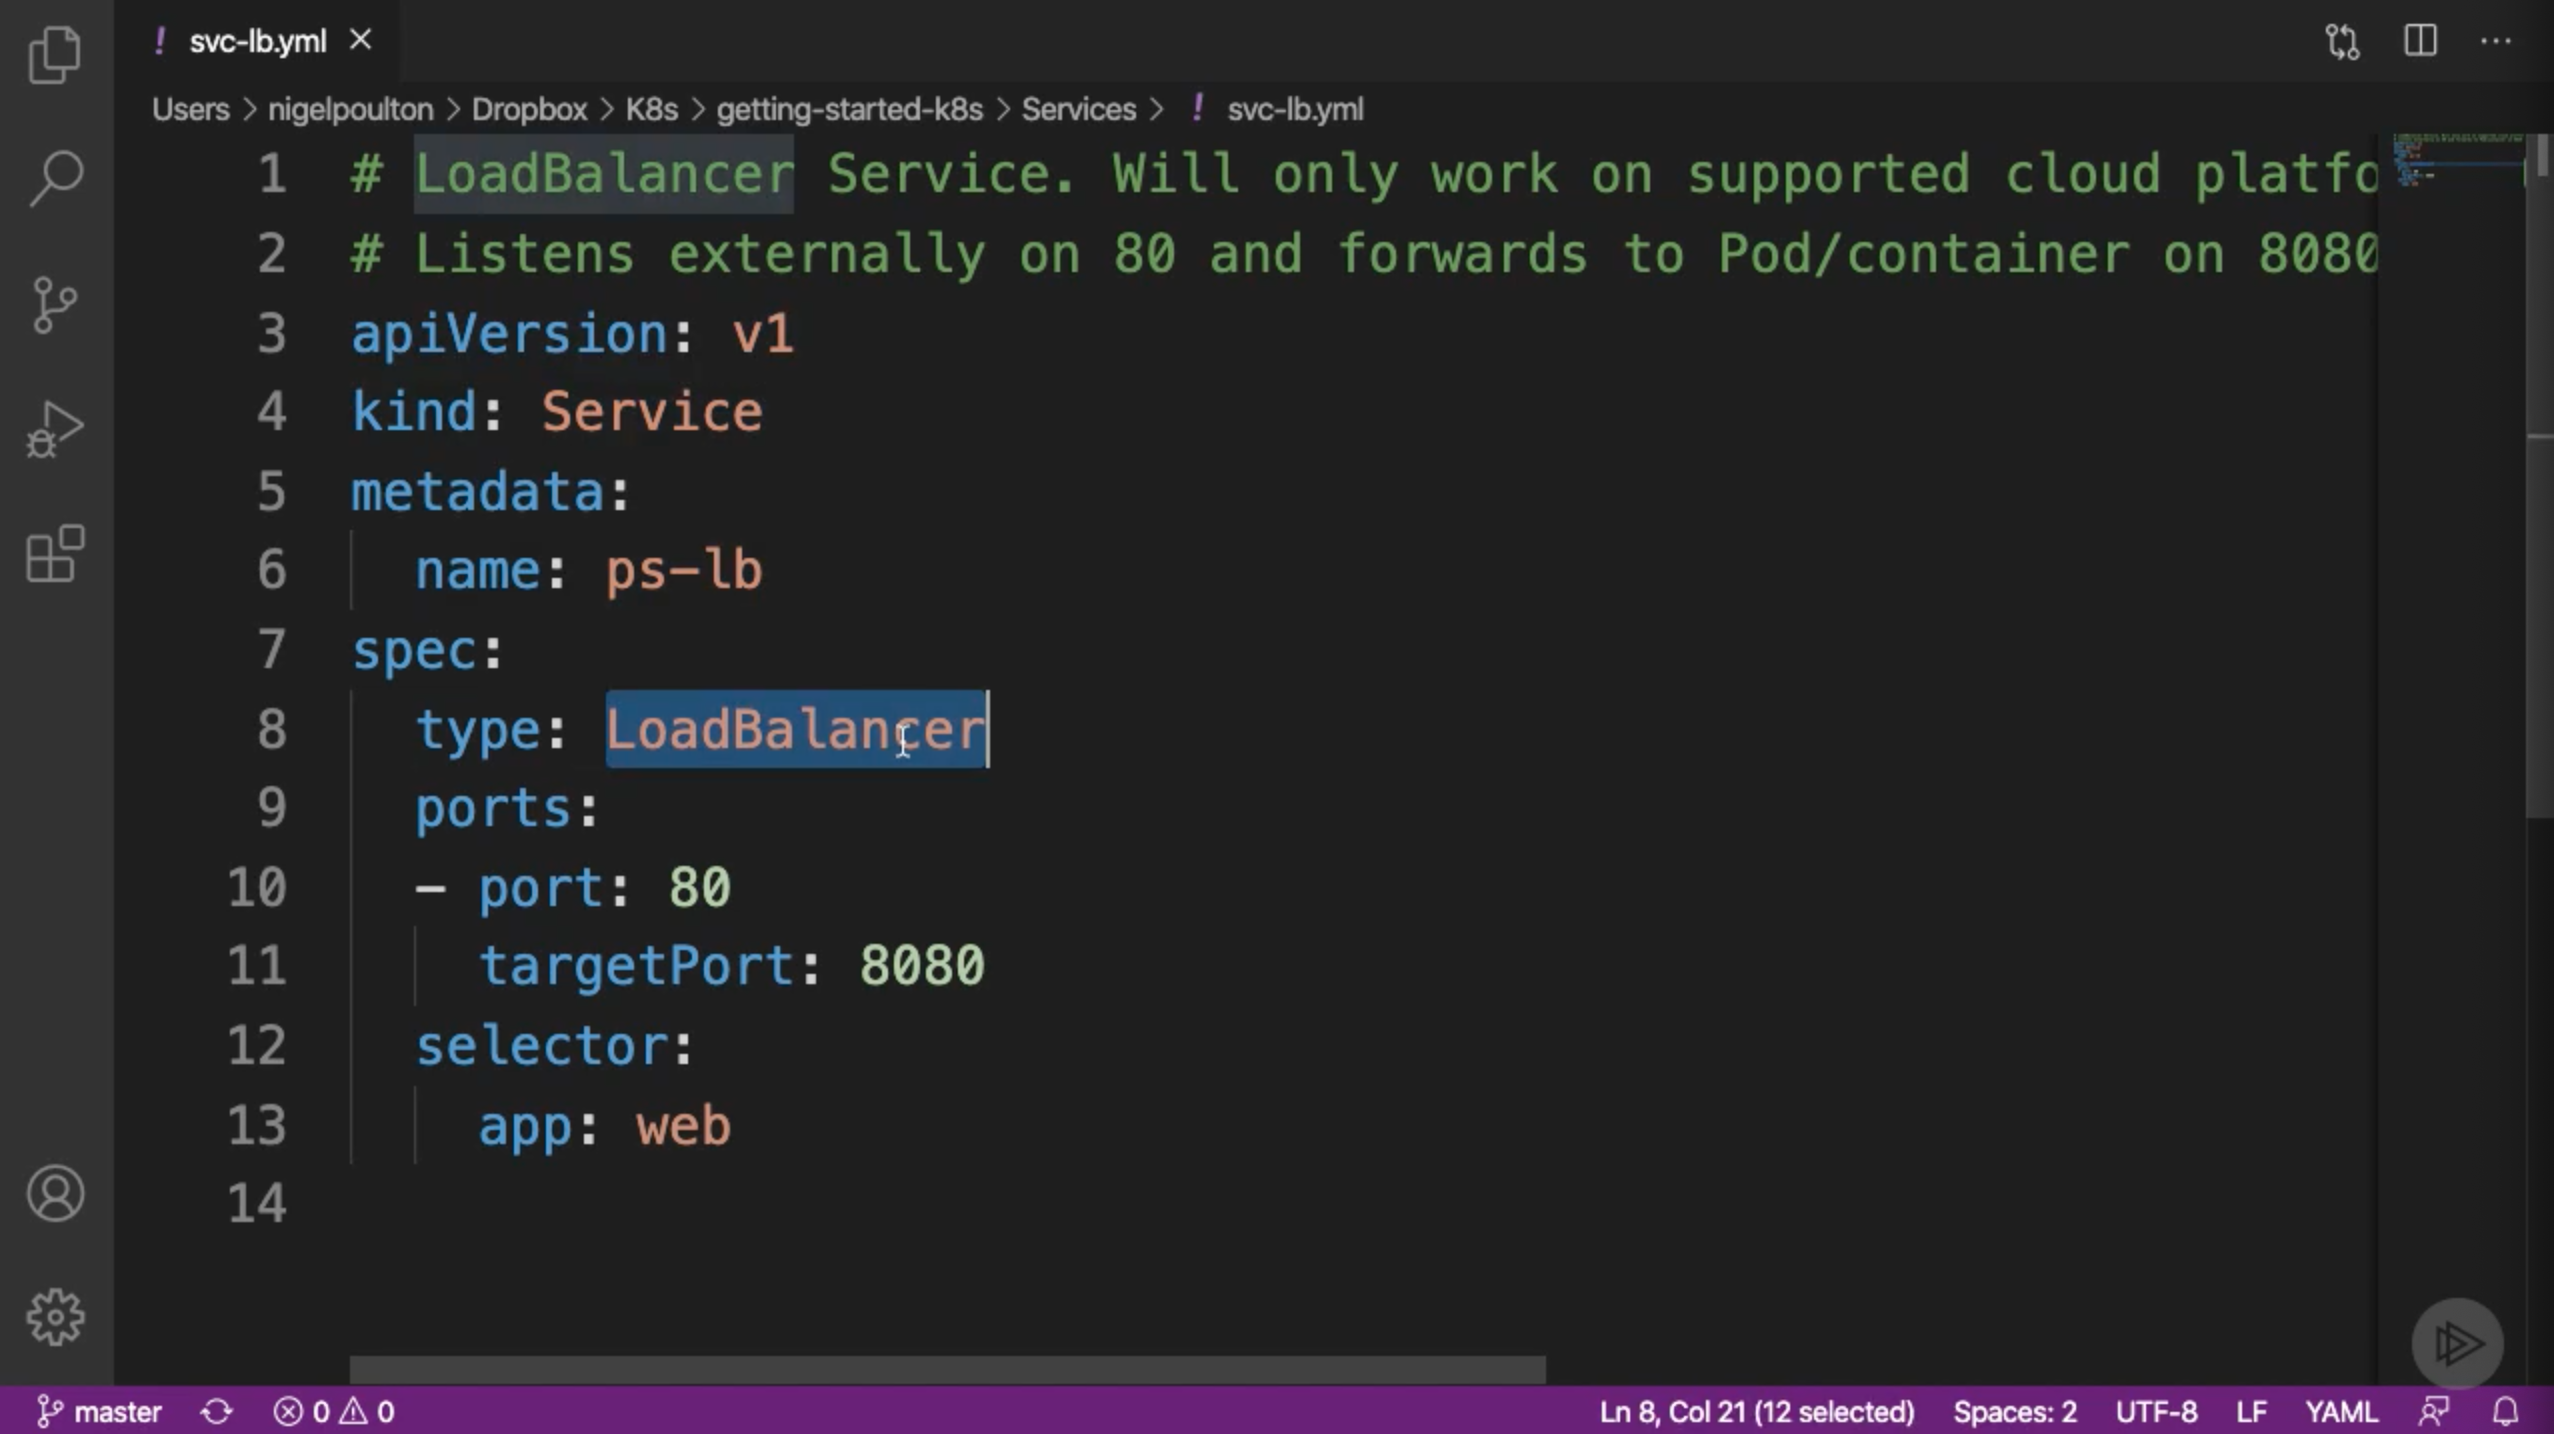 ! svc-lb.yml
Users > nigelpoulton > Dropbox > K8s > getting-started-k8s > Services > ! svc-lb.yml
1 # LoadBalancer Service. Will only work on supported cloud platfo
2 # Listens externally on 80 and forwards to Pod/container on 8080
3 apiVersion: v1
4 kind: Service
5 metadata:
6 name: ps-lb
7 spec:
8 type: LoadBalancer
9 ports:
10 - port: 80
11 targetPort: 8080
12 selector:
13 app: web
14
master 0 0 Ln 8, Col 21 (12 selected) Spaces: 2 UTF-8 LF YAML